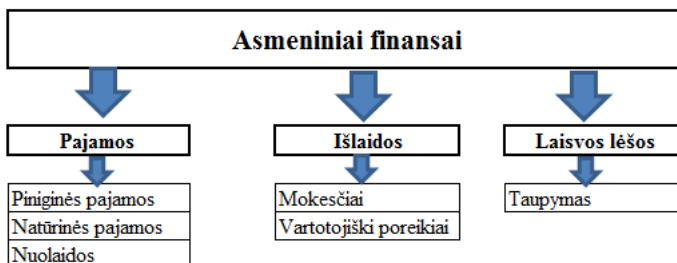 Asmeniniai finansai
Pajamos
Išlaidos
Laisvos lėšos
Piniginės pajamos
Natūrinės pajamos
Nuolaidos
Mokesčiai
Vartotojiški poreikiai
Taupymas